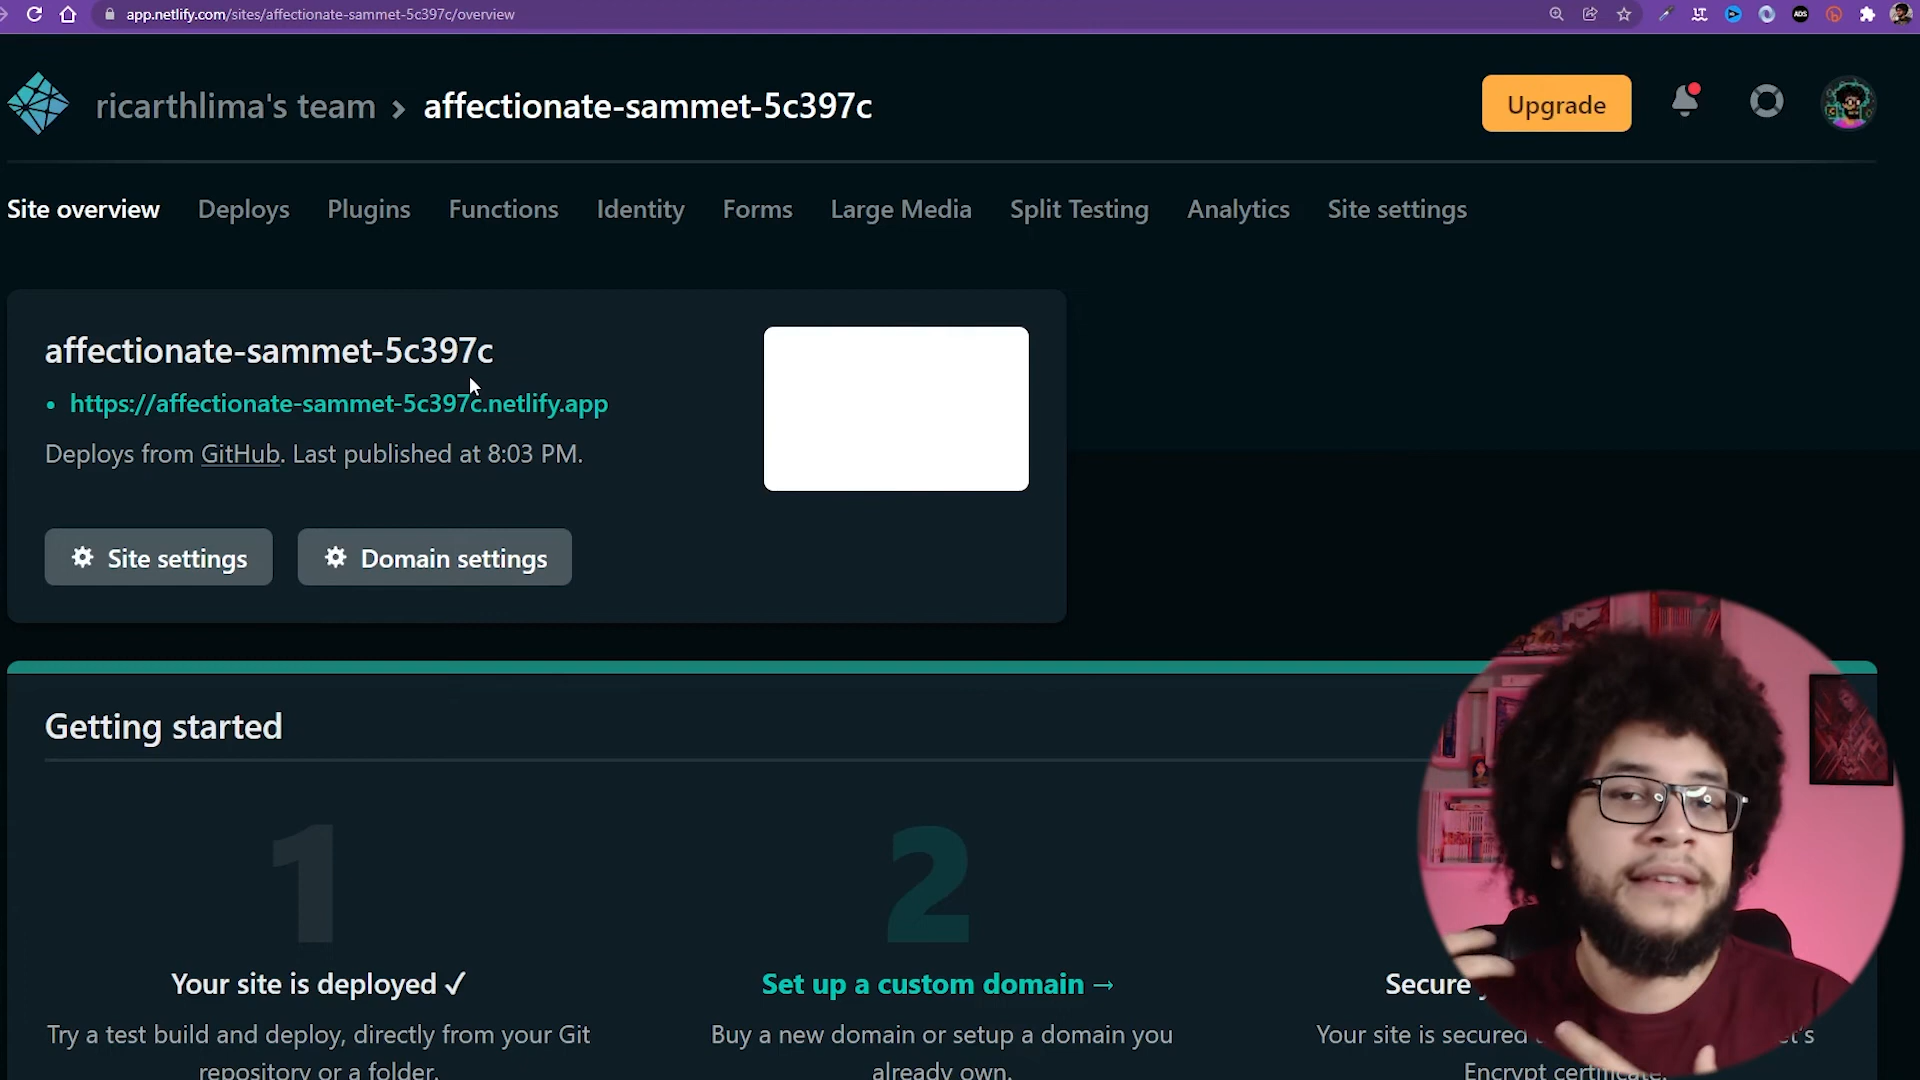 app.netlify.com/sites/affectionate-sammet-5c397c/overview
ricarthlima's team > affectionate-sammet-5c397c
Upgrade
Site overview Deploys Plugins Functions Identity Forms Large Media Split Testing Analytics Site settings
affectionate-sammet-5c397c
• https://affectionate-sammet-5c397c.netlify.app
Deploys from GitHub. Last published at 8:03 PM.
Site settings Domain settings
Getting started
1
2
Your site is deployed ✓
Set up a custom domain →
Secure
Try a test build and deploy, directly from your Git
repository or a folder.
Buy a new domain or setup a domain you
already own.
Your site is secured
Encrypt certificate.